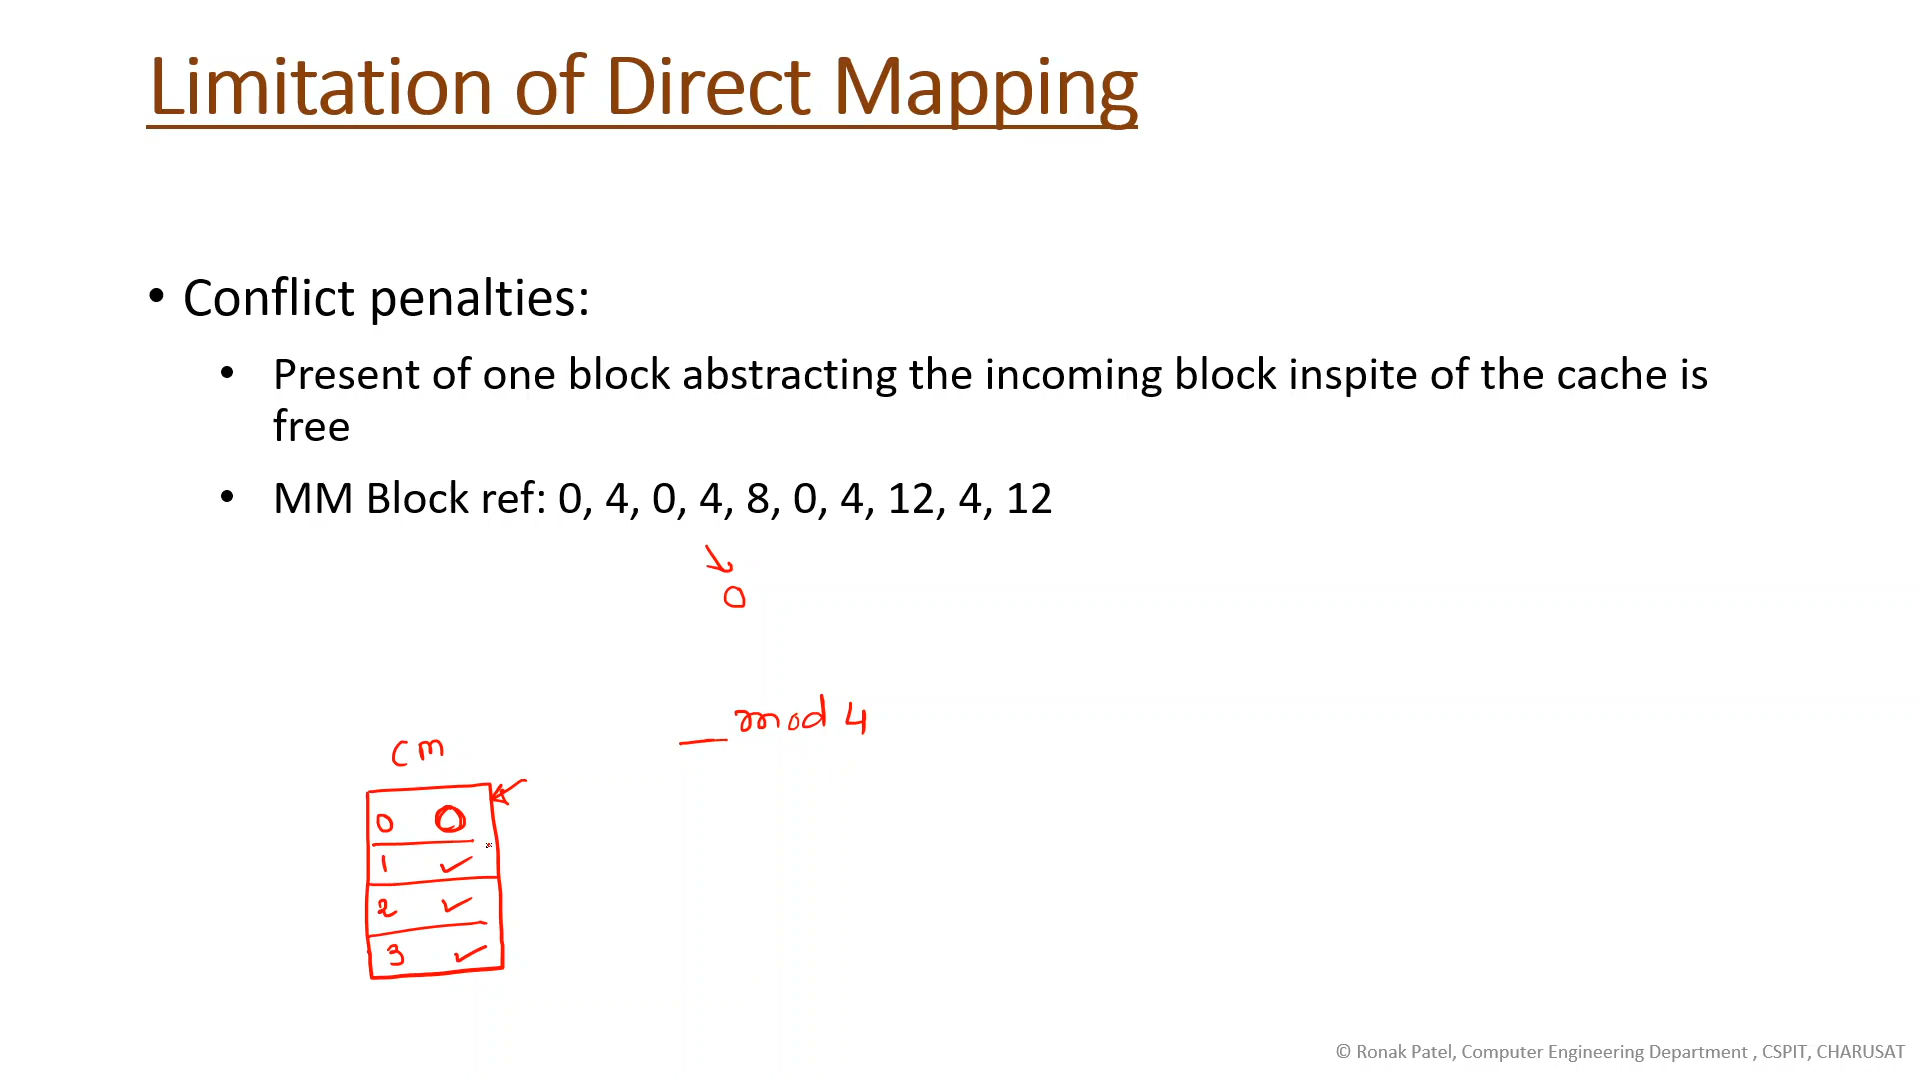 Limitation of Direct Mapping
• Conflict penalties:
• Present of one block abstracting the incoming block inspite of the cache is
free
• MM Block ref: 0, 4, 0, 4, 8, 0, 4, 12, 4, 12
0
__ mod 4
cm
0 0
1 ✓
2 ✓
3 ✓
© Ronak Patel, Computer Engineering Department , CSPIT, CHARUSAT